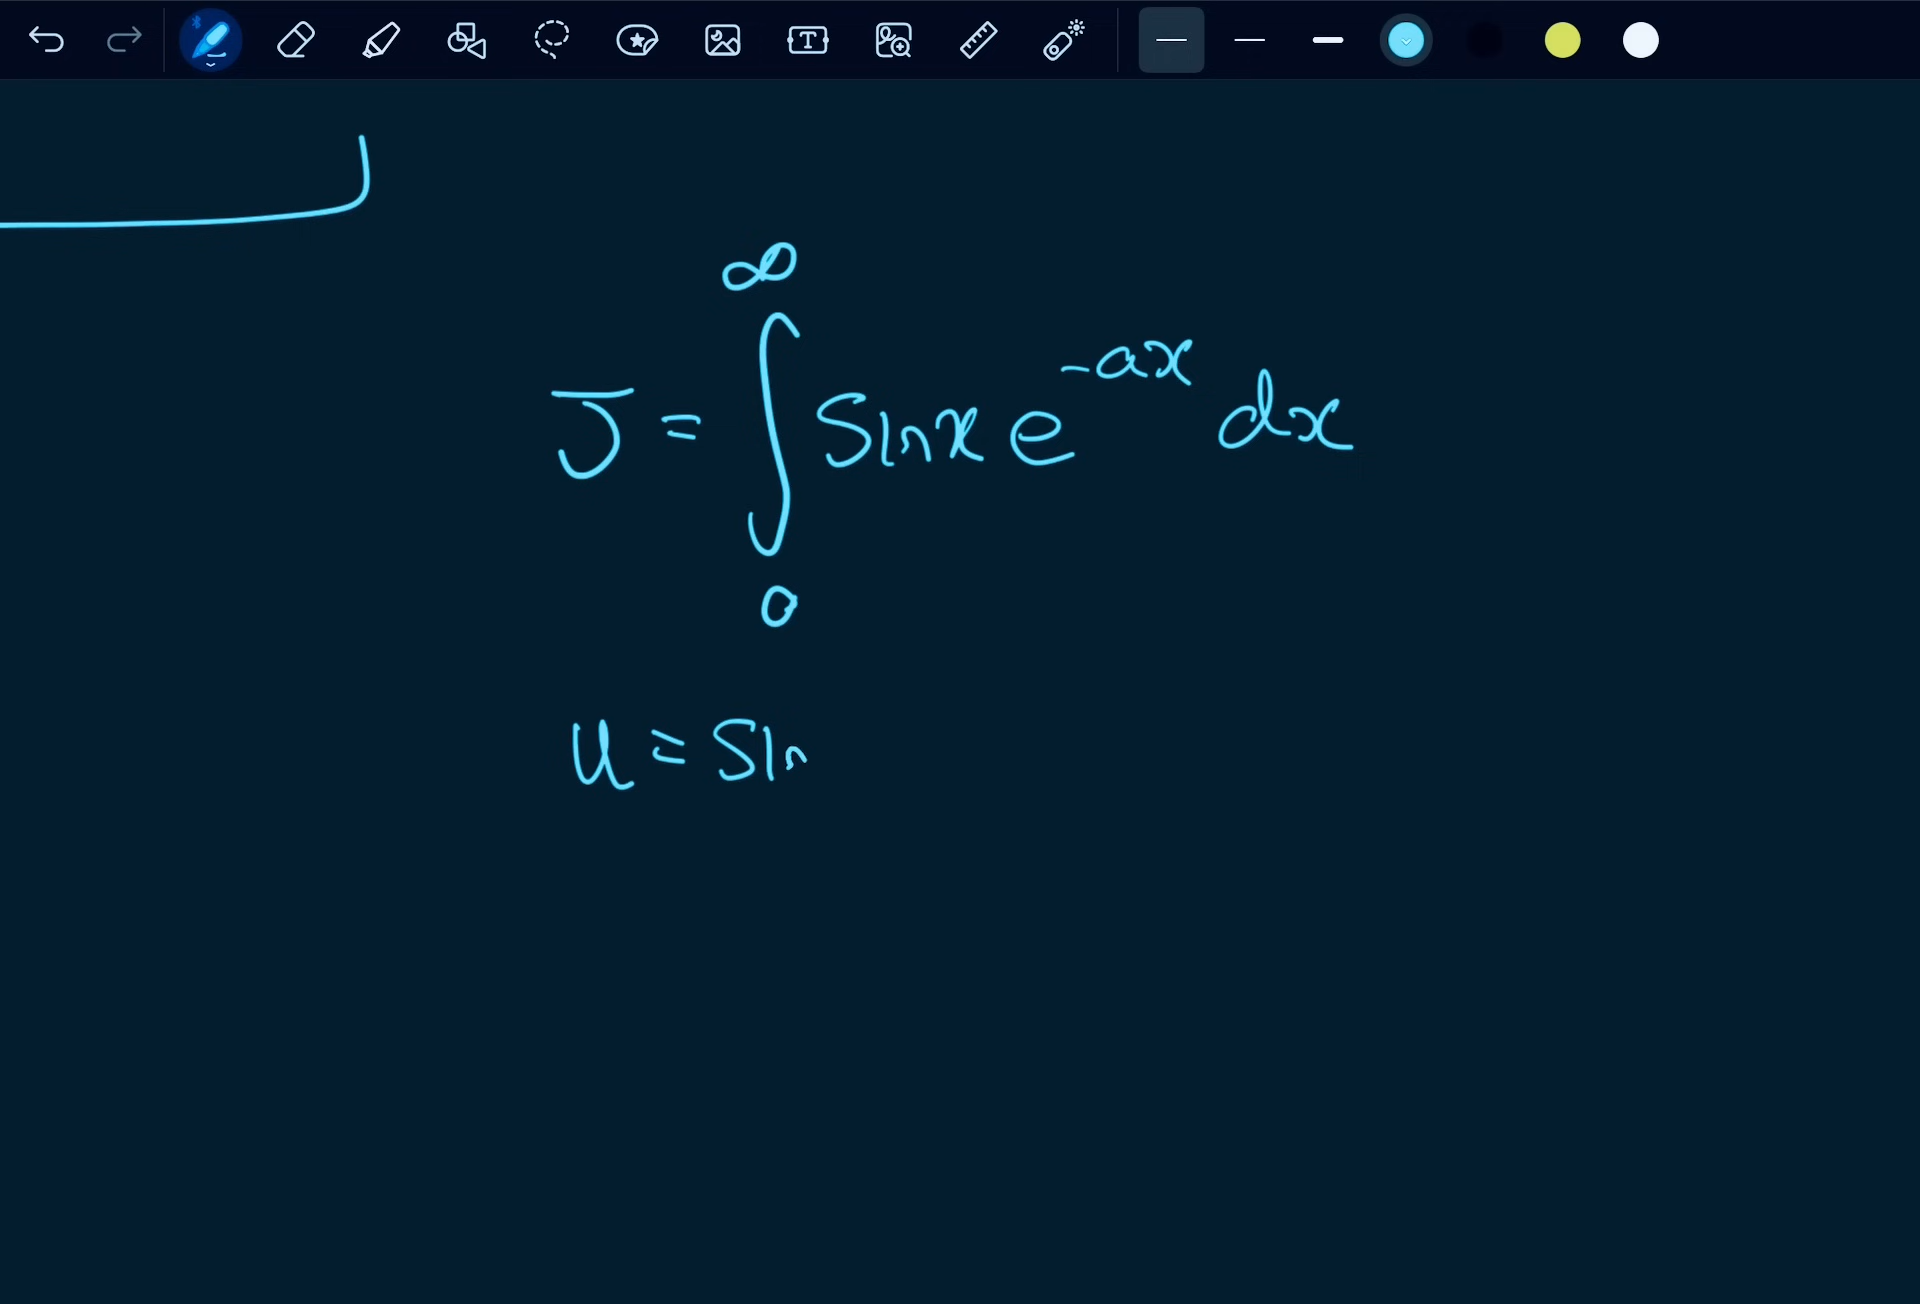 J = ∫₀^∞ sinx e^{-ax} dx
u = sin